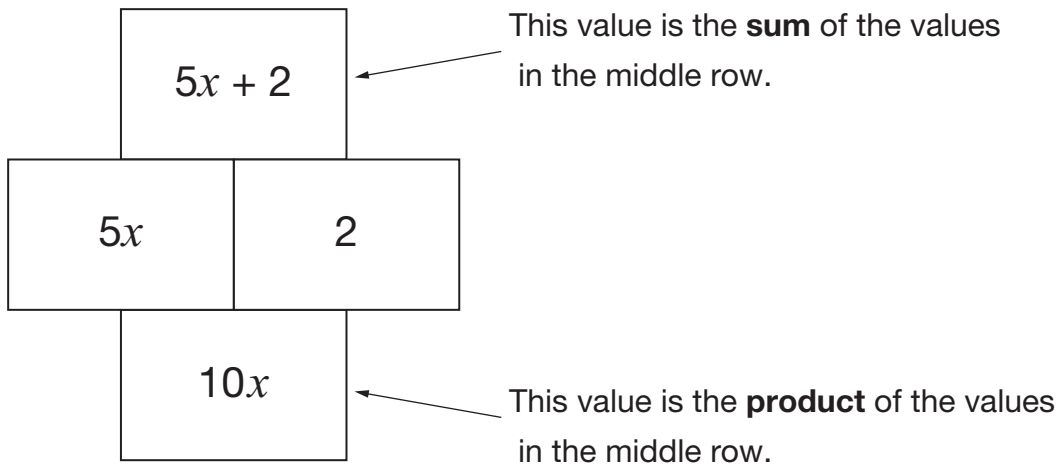 This value is the sum of the values
in the middle row.
5x + 2
5x 2
10x
This value is the product of the values
in the middle row.